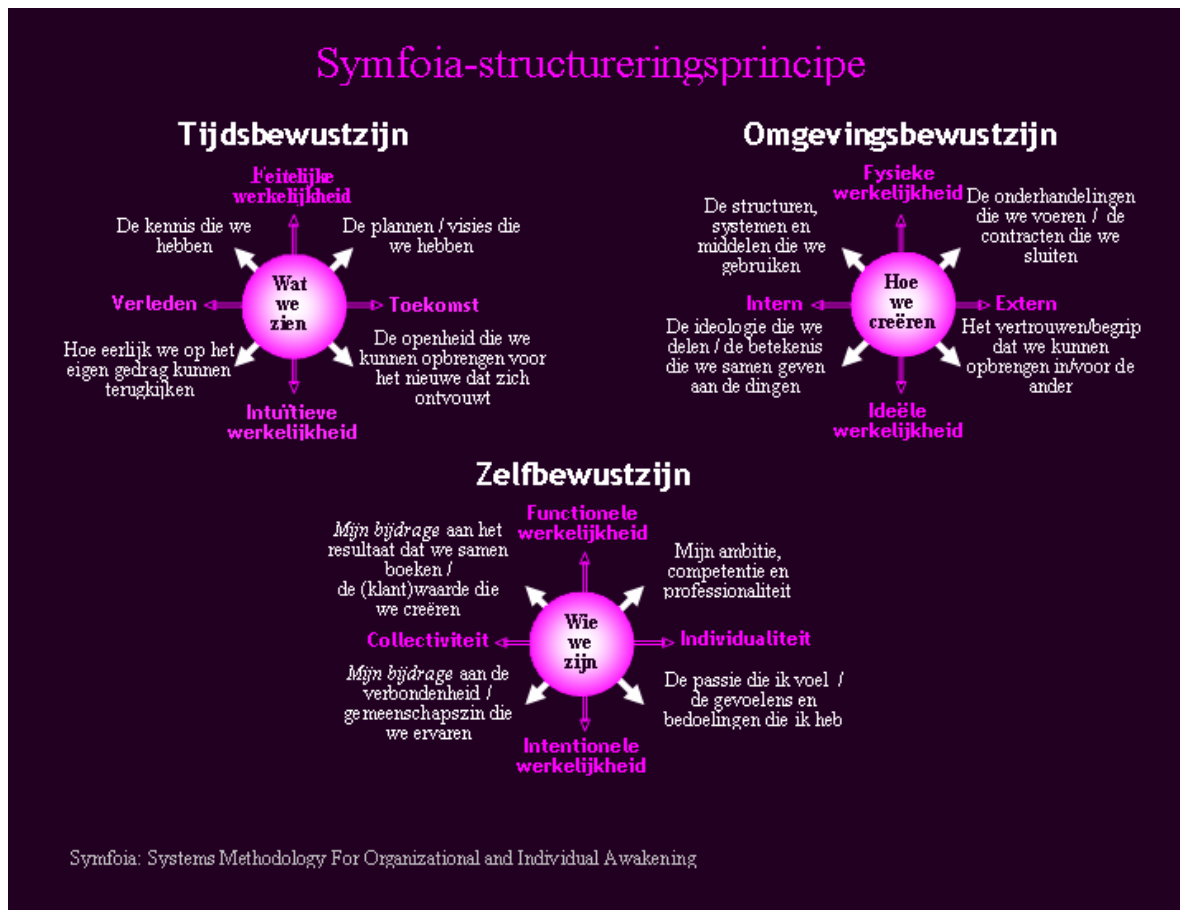 Symfoia-structureringsprincipe
Tijdsbewustzijn
Feitelijke
werkelijkheid
De kennis die we
hebben
De plannen / visies die
we hebben
Wat
we
zien
Verleden
Toekomst
Hoe eerlijk we op het
eigen gedrag kunnen
terugkijken
De openheid die we
kunnen opbrengen voor
het nieuwe dat zich
ontvouwt
Intuïtieve
werkelijkheid
Omgevingsbewustzijn
Fysieke
werkelijkheid
De structuren,
systemen en
middelen die we
gebruiken
De onderhandelingen
die we voeren / de
contracten die we
sluiten
Hoe
we
creëren
Intern
Extern
De ideologie die we
delen / de betekenis
die we samen geven
aan de dingen
Het vertrouwen/begrip
dat we kunnen
opbrengen in/voor de
ander
Ideële
werkelijkheid
Zelfbewustzijn
Functionele
werkelijkheid
Mijn bijdrage aan het
resultaat dat we samen
boeken /
de (klant)waarde die
we creëren
Mijn ambitie,
competentie en
professionaliteit
Wie
we
zijn
Collectiviteit
Individualiteit
Mijn bijdrage aan de
verbondenheid /
gemeenschapszin die
we ervaren
De passie die ik voel /
de gevoelens en
bedoelingen die ik heb
Intentionele
werkelijkheid
Symfoia: Systems Methodology For Organizational and Individual Awakening